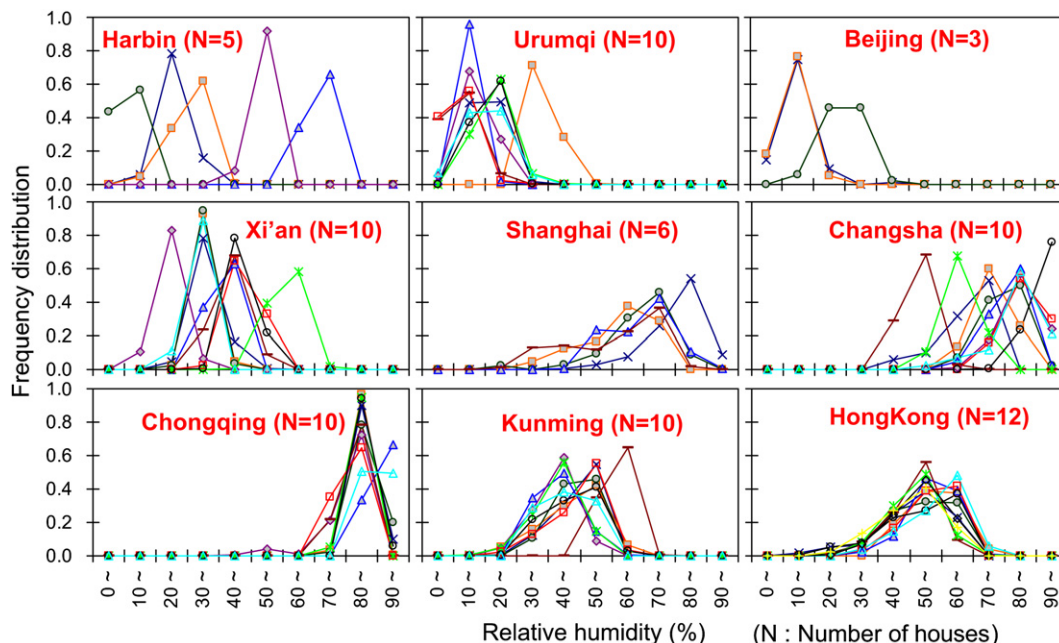 Frequency distribution
1.0
0.8
0.6
0.4
0.2
0.0
Harbin (N=5)
Urumqi (N=10)
Beijing (N=3)
1.0
0.8
0.6
0.4
0.2
0.0
Xi'an (N=10)
Shanghai (N=6)
Changsha (N=10)
1.0
0.8
0.6
0.4
0.2
0.0
Chongqing (N=10)
Kunming (N=10)
HongKong (N=12)
0 ~ 10 ~ 20 ~ 30 ~ 40 ~ 50 ~ 60 ~ 70 ~ 80 ~ 90 ~
0 ~ 10 ~ 20 ~ 30 ~ 40 ~ 50 ~ 60 ~ 70 ~ 80 ~ 90 ~
0 ~ 10 ~ 20 ~ 30 ~ 40 ~ 50 ~ 60 ~ 70 ~ 80 ~ 90 ~
Relative humidity (%) (N : Number of houses)